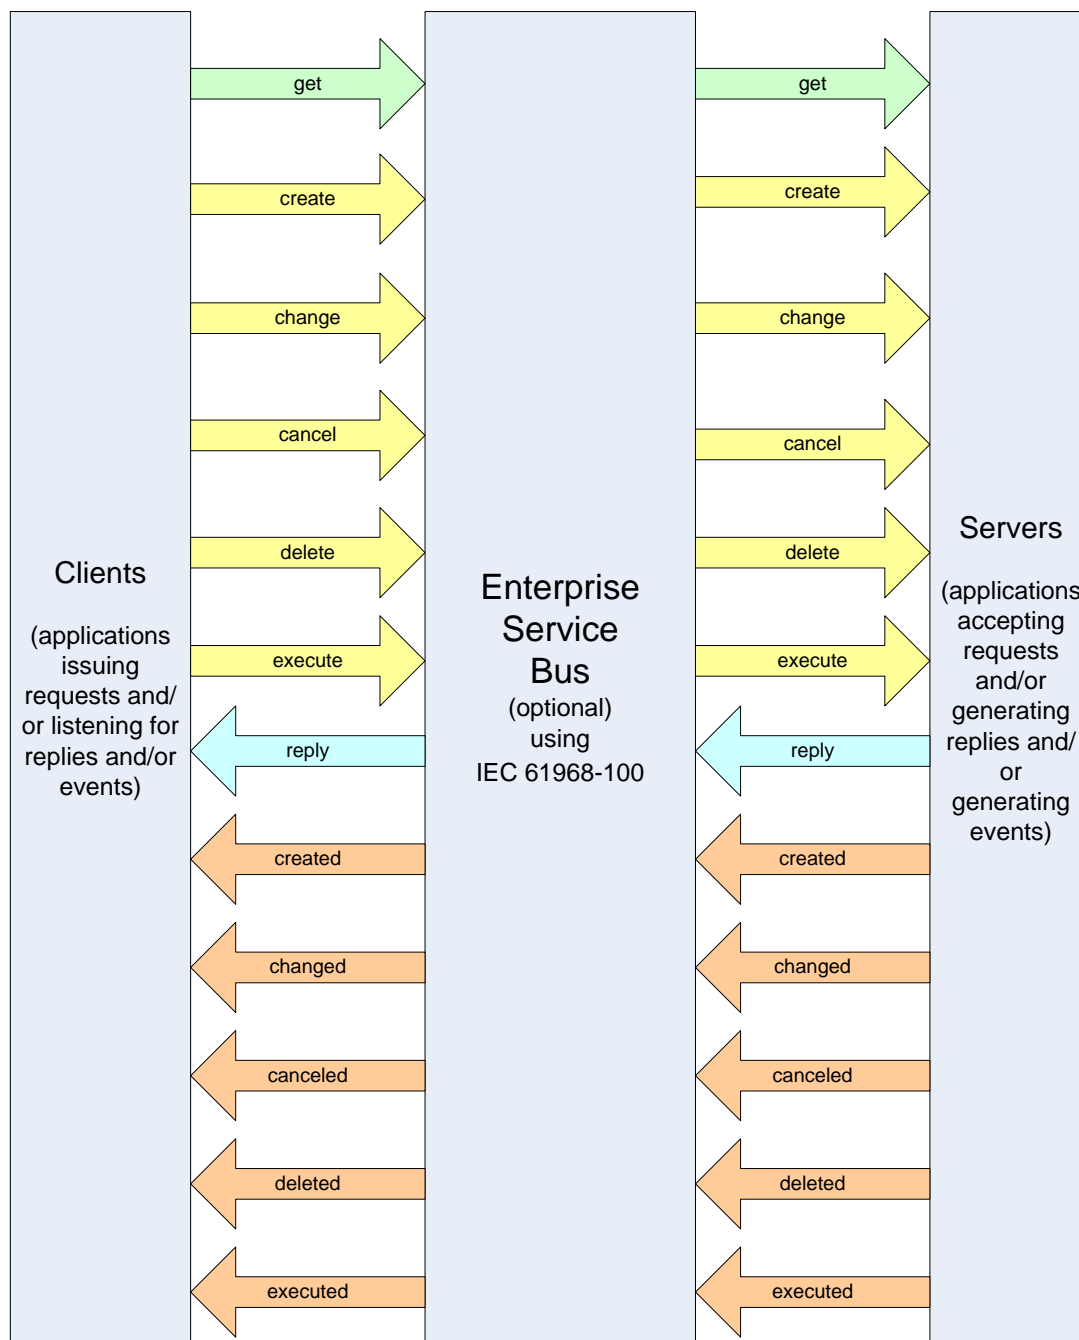 get
get
create
create
change
change
cancel
cancel
delete
delete
execute
execute
reply
reply
created
created
changed
changed
canceled
canceled
deleted
deleted
executed
executed
Clients
(applications
issuing
requests and/
or listening for
replies and/or
events)
Enterprise
Service
Bus
(optional)
using
IEC 61968-100
Servers
(applications
accepting
requests
and/or
generating
replies and/
or
generating
events)